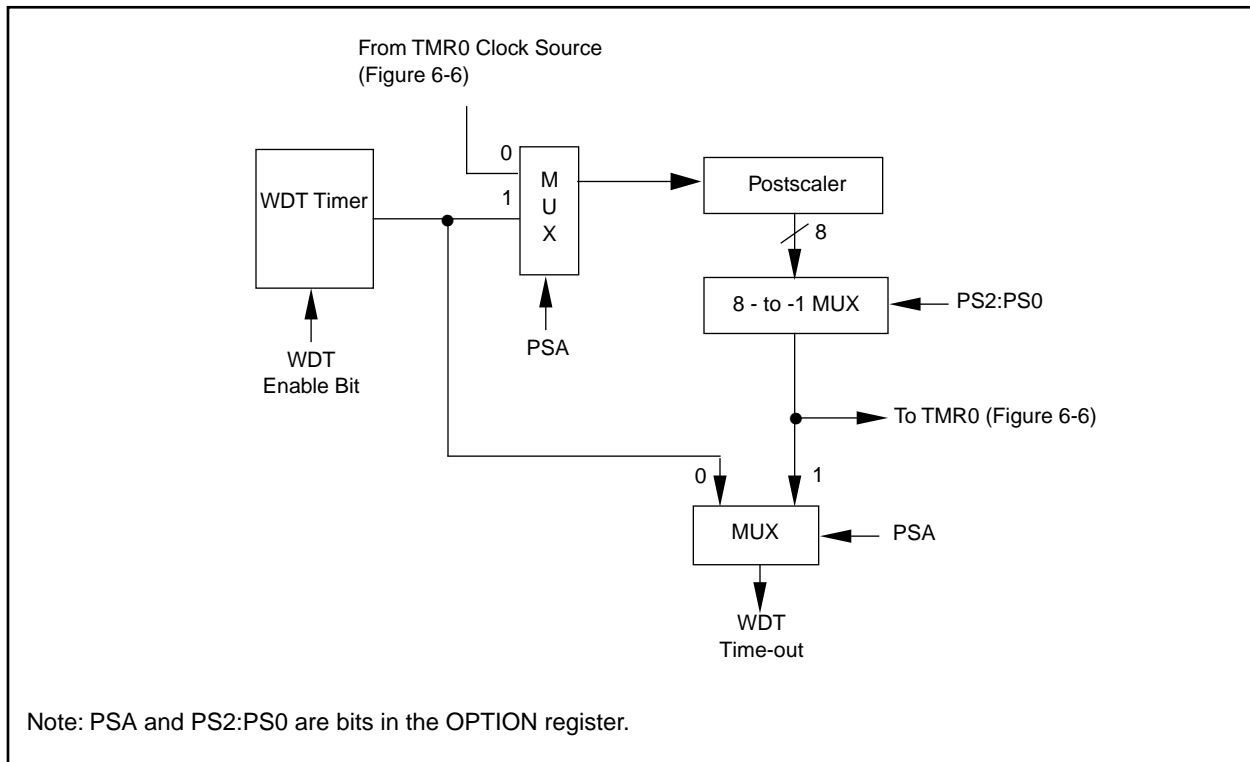 From TMR0 Clock Source
(Figure 6-6)
0
1
M
U
X
WDT Timer
Postscaler
8
8 - to -1 MUX
PS2:PS0
PSA
WDT
Enable Bit
To TMR0 (Figure 6-6)
0
1
MUX
PSA
WDT
Time-out
Note: PSA and PS2:PS0 are bits in the OPTION register.